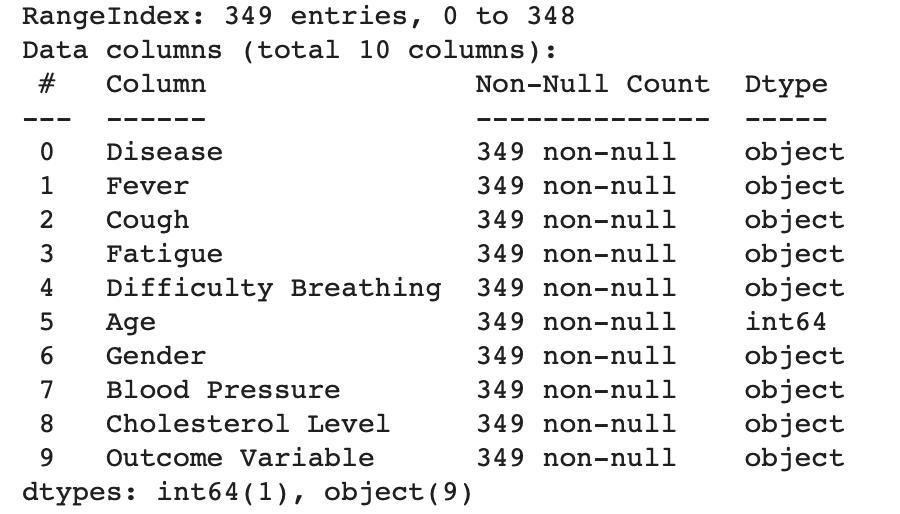 RangeIndex: 349 entries, 0 to 348
Data columns (total 10 columns):
 #   Column                Non-Null Count  Dtype
---  ------                --------------  -----
 0   Disease               349 non-null    object
 1   Fever                 349 non-null    object
 2   Cough                 349 non-null    object
 3   Fatigue               349 non-null    object
 4   Difficulty Breathing  349 non-null    object
 5   Age                   349 non-null    int64
 6   Gender                349 non-null    object
 7   Blood Pressure        349 non-null    object
 8   Cholesterol Level     349 non-null    object
 9   Outcome Variable      349 non-null    object
dtypes: int64(1), object(9)